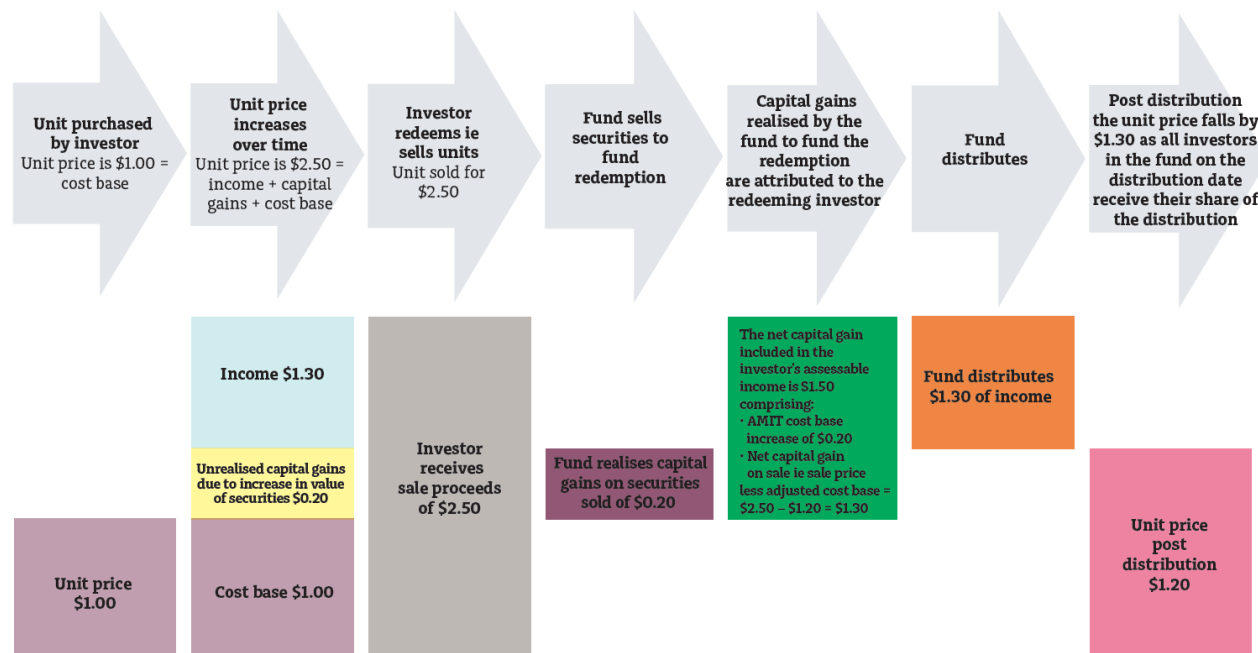 Unit purchased
by investor
Unit price is $1.00 =
cost base
Unit price
increases
over time
Unit price is $2.50 =
income + capital
gains + cost base
Investor
redeems ie
sells units
Unit sold for
$2.50
Fund sells
securities to
fund
redemption
Capital gains
realised by the
fund to fund the
redemption
are attributed to the
redeeming investor
Fund
distributes
Post distribution
the unit price falls by
$1.30 as all investors
in the fund on the
distribution date
receive their share of
the distribution
Unit price
$1.00
Income $1.30
Unrealised capital gains
due to increase in value
of securities $0.20
Cost base $1.00
Investor
receives
sale proceeds
of $2.50
Fund realises capital
gains on securities
sold of $0.20
The net capital gain
included in the
investor's assessable
income is $1.50
comprising:
· AMIT cost base
increase of $0.20
· Net capital gain
on sale ie sale price
less adjusted cost base =
$2.50 – $1.20 = $1.30
Fund distributes
$1.30 of income
Unit price
post
distribution
$1.20